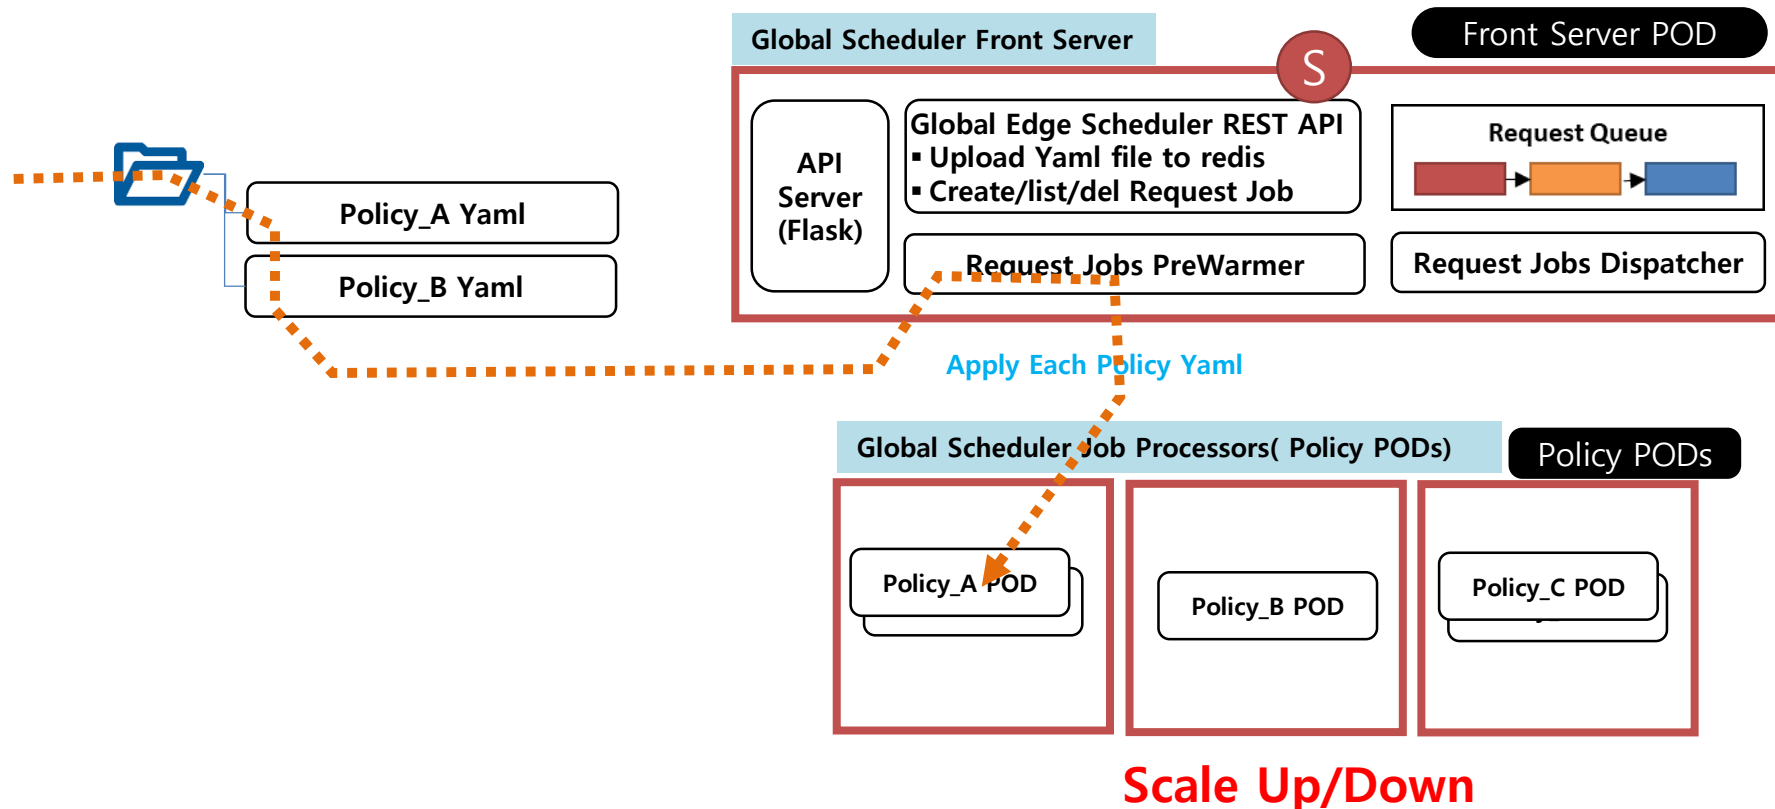 Global Scheduler Front Server
Front Server POD
S
API
Server
(Flask)
Global Edge Scheduler REST API
▪ Upload Yaml file to redis
▪ Create/list/del Request Job
Request Queue
Request Jobs PreWarmer
Request Jobs Dispatcher
Policy_A Yaml
Policy_B Yaml
Apply Each Policy Yaml
Global Scheduler Job Processors( Policy PODs)
Policy PODs
Policy_A POD
Policy_B POD
Policy_C POD
Scale Up/Down